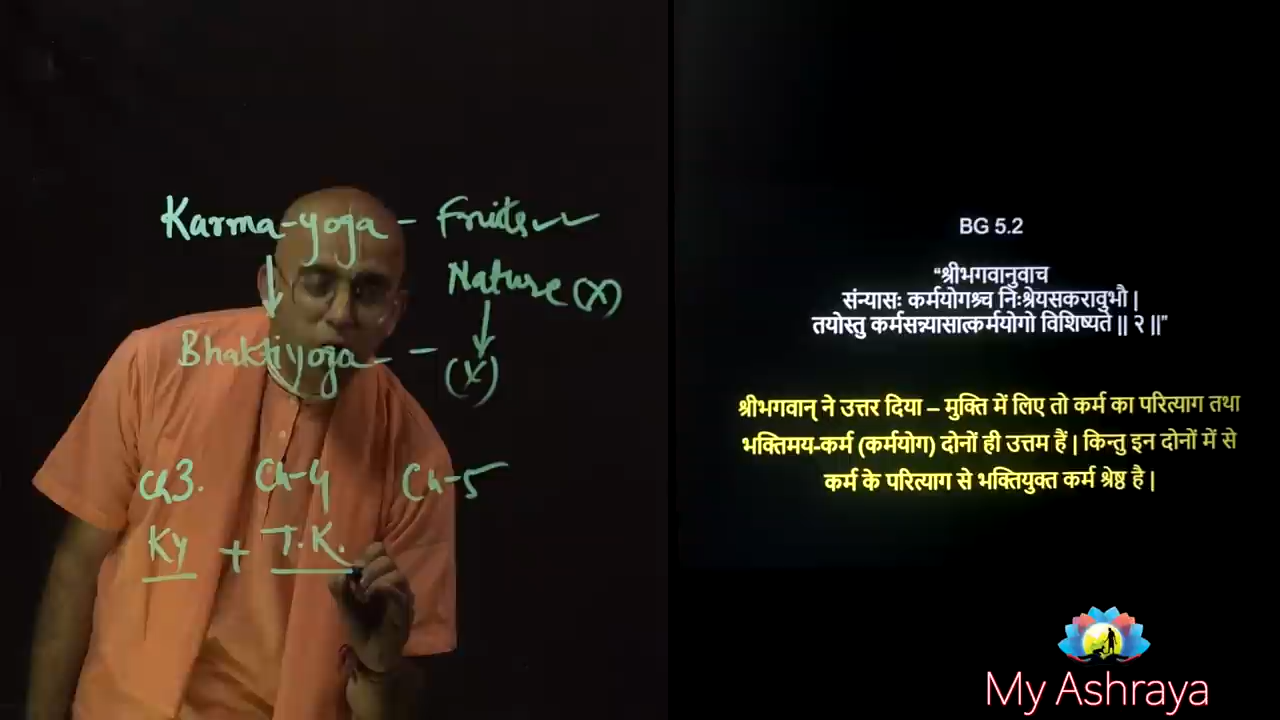 Karma-yoga - Fruits ✓✓
Nature (X)
Bhaktiyoga - - (X)
Ch3. Ch-4 Ch-5
KY + T.K.
BG 5.2
“श्रीभगवानुवाच
संन्यासः कर्मयोगश्र्च निःश्रेयसकरावुभौ |
तयोस्तु कर्मसन्न्यासात्कर्मयोगो विशिष्यते || २ ||”
श्रीभगवान् ने उत्तर दिया – मुक्ति में लिए तो कर्म का परित्याग तथा
भक्तिमय-कर्म (कर्मयोग) दोनों ही उत्तम हैं | किन्तु इन दोनों में से
कर्म के परित्याग से भक्तियुक्त कर्म श्रेष्ठ है |
My Ashraya